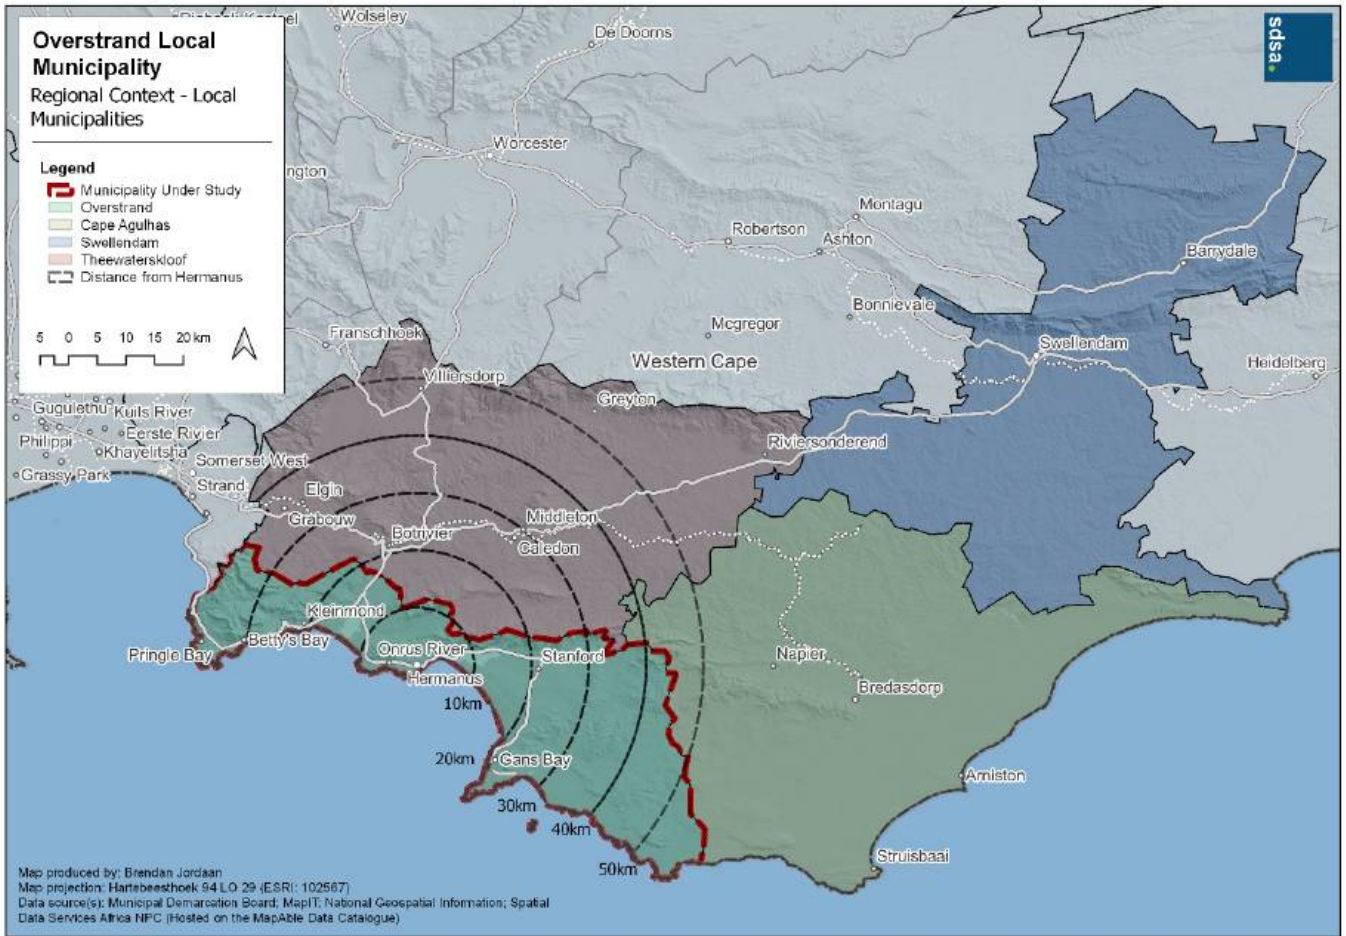 Overstrand Local
Municipality
Regional Context - Local
Municipalities
Legend
Municipality Under Study
Overstrand
Cape Agulhas
Swellendam
Theewaterskloof
Distance from Hermanus
5 0 5 10 15 20 km
sdsa.
Wolseley
De Doorns
Worcester
ngton
Montagu
Robertson
Ashton
Barrydale
Bonnievale
Mcgregor
Franschhoek
Swellendam
Western Cape
Heidelberg
Villiersdorp
Greyton
Gugulethu
Kuils River
Eerste Rivier
Philippi
Khayelitsha
Riviersonderend
Somerset West
Grassy Park
Strand
Elgin
Grabouw
Middleton
Botrivier
Caledon
Kleinmond
Betty's Bay
Pringle Bay
Onrus River
Stanford
Napier
Hermanus
Bredasdorp
10km
20km
Gans Bay
Arniston
30km
40km
Struisbaai
50km
Map produced by: Brendan Jordaan
Map projection: Hartebeesthoek 94 LO 29 (ESRI: 102567)
Data source(s): Municipal Demarcation Board; MapIT; National Geospatial Information; Spatial
Data Services Africa NPC (Hosted on the MapAble Data Catalogue)